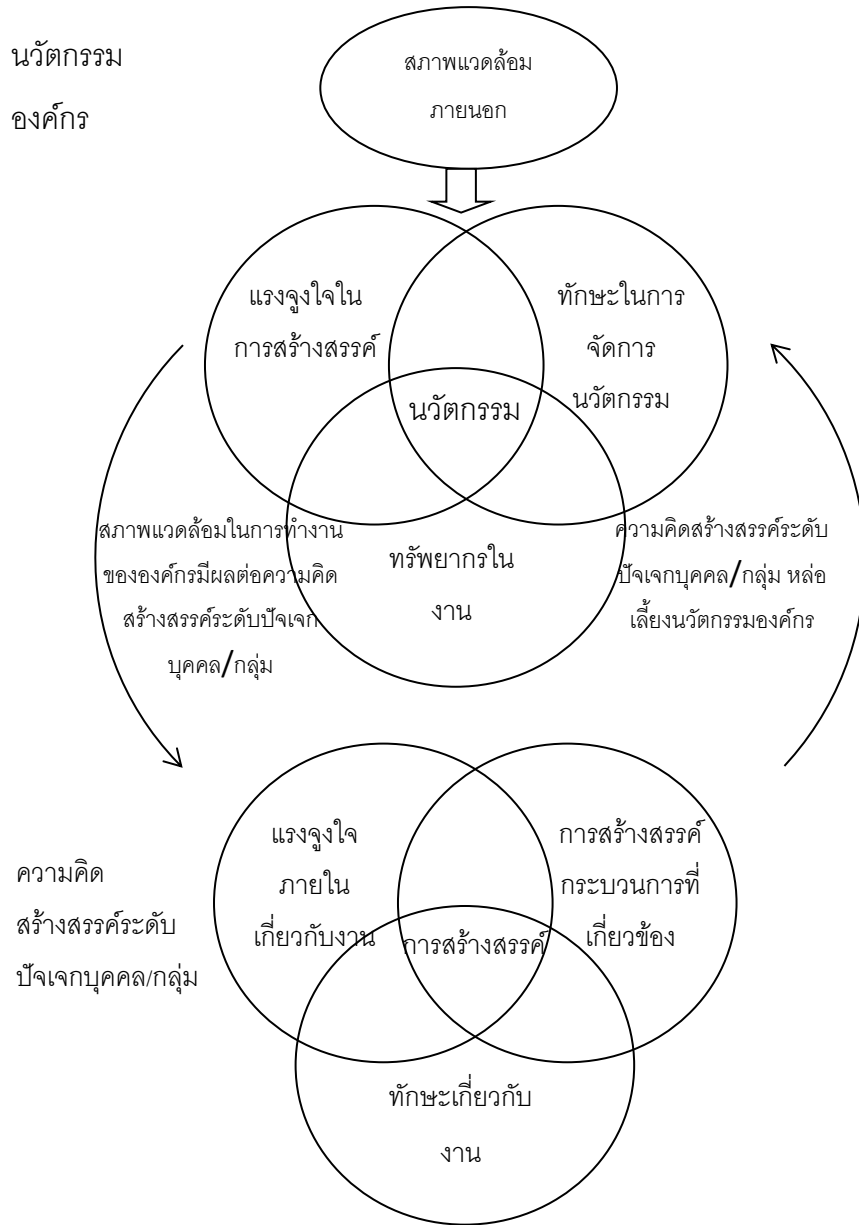 นวัตกรรม
องค์กร
สภาพแวดล้อม
ภายนอก
แรงจูงใจใน
การสร้างสรรค์
ทักษะในการ
จัดการ
นวัตกรรม
นวัตกรรม
ทรัพยากรใน
งาน
สภาพแวดล้อมในการทำงาน
ขององค์กรมีผลต่อความคิด
สร้างสรรค์ระดับปัจเจก
บุคคล/กลุ่ม
ความคิดสร้างสรรค์ระดับ
ปัจเจกบุคคล/กลุ่ม หล่อ
เลี้ยงนวัตกรรมองค์กร
ความคิด
สร้างสรรค์ระดับ
ปัจเจกบุคคล/กลุ่ม
แรงจูงใจ
ภายใน
เกี่ยวกับงาน
การสร้างสรรค์
กระบวนการที่
เกี่ยวข้อง
การสร้างสรรค์
ทักษะเกี่ยวกับ
งาน